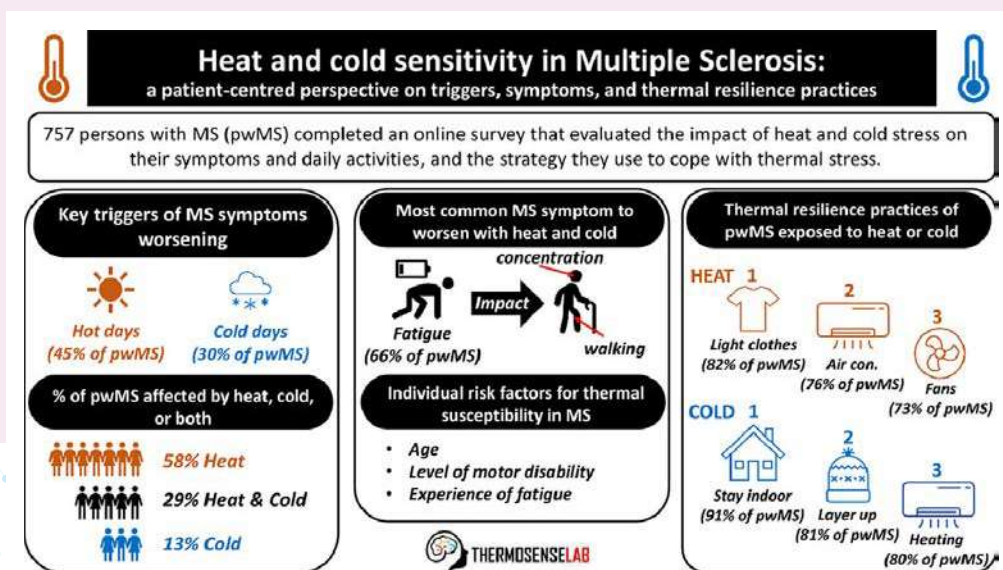 Heat and cold sensitivity in Multiple Sclerosis:
a patient-centred perspective on triggers, symptoms, and thermal resilience practices
757 persons with MS (pwMS) completed an online survey that evaluated the impact of heat and cold stress on
their symptoms and daily activities, and the strategy they use to cope with thermal stress.
Key triggers of MS symptoms
worsening
Hot days
(45% of pwMS)
Cold days
(30% of pwMS)
% of pwMS affected by heat, cold,
or both
58% Heat
29% Heat & Cold
13% Cold
Most common MS symptom to
worsen with heat and cold
concentration
Impact
Fatigue
(66% of pwMS)
walking
Individual risk factors for thermal
susceptibility in MS
• Age
• Level of motor disability
• Experience of fatigue
THERMOSENSELAB
Thermal resilience practices of
pwMS exposed to heat or cold
HEAT 1
Light clothes
(82% of pwMS)
2
Air con.
(76% of pwMS)
3
Fans
(73% of pwMS)
COLD 1
Stay indoor
(91% of pwMS)
2
Layer up
(81% of pwMS)
3
Heating
(80% of pwMS)